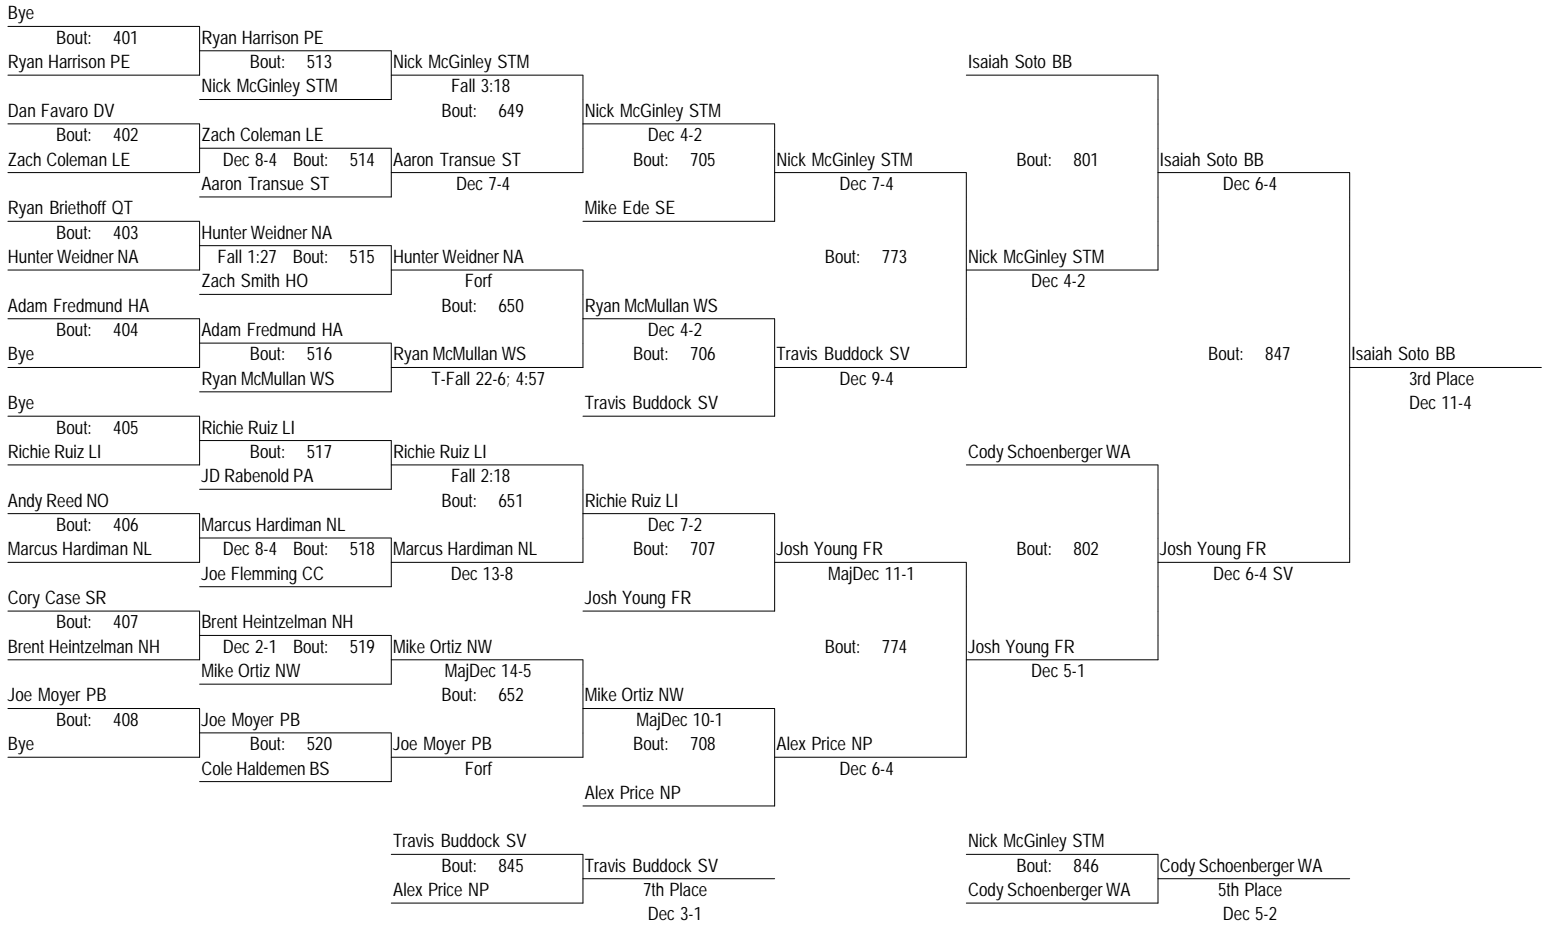 Bye
Bout: 401
Ryan Harrison PE
Dan Favaro DV
Bout: 402
Zach Coleman LE
Ryan Briethoff QT
Bout: 403
Hunter Weidner NA
Adam Fredmund HA
Bout: 404
Bye
Bye
Bout: 405
Richie Ruiz LI
Andy Reed NO
Bout: 406
Marcus Hardiman NL
Cory Case SR
Bout: 407
Brent Heintzelman NH
Joe Moyer PB
Bout: 408
Bye
Ryan Harrison PE
Bout: 513
Nick McGinley STM
Zach Coleman LE
Dec 8-4 Bout: 514
Aaron Transue ST
Hunter Weidner NA
Fall 1:27 Bout: 515
Zach Smith HO
Adam Fredmund HA
Bout: 516
Ryan McMullan WS
Richie Ruiz LI
Bout: 517
JD Rabenold PA
Marcus Hardiman NL
Dec 8-4 Bout: 518
Joe Flemming CC
Brent Heintzelman NH
Dec 2-1 Bout: 519
Mike Ortiz NW
Joe Moyer PB
Bout: 520
Cole Haldemen BS
Nick McGinley STM
Fall 3:18
Bout: 649
Aaron Transue ST
Dec 7-4
Hunter Weidner NA
Forf
Bout: 650
Ryan McMullan WS
T-Fall 22-6; 4:57
Richie Ruiz LI
Fall 2:18
Bout: 651
Marcus Hardiman NL
Dec 13-8
Mike Ortiz NW
MajDec 14-5
Bout: 652
Joe Moyer PB
Forf
Nick McGinley STM
Dec 4-2
Bout: 705
Mike Ede SE
Ryan McMullan WS
Dec 4-2
Bout: 706
Travis Buddock SV
Richie Ruiz LI
Dec 7-2
Bout: 707
Josh Young FR
Mike Ortiz NW
MajDec 10-1
Bout: 708
Alex Price NP
Nick McGinley STM
Dec 7-4
Bout: 773
Travis Buddock SV
Dec 9-4
Josh Young FR
MajDec 11-1
Bout: 774
Alex Price NP
Dec 6-4
Isaiah Soto BB
Bout: 801
Nick McGinley STM
Dec 4-2
Cody Schoenberger WA
Bout: 802
Josh Young FR
Dec 5-1
Isaiah Soto BB
Dec 6-4
Bout: 847
Josh Young FR
Dec 6-4 SV
Isaiah Soto BB
3rd Place
Dec 11-4
Travis Buddock SV
Bout: 845
Alex Price NP
Travis Buddock SV
7th Place
Dec 3-1
Nick McGinley STM
Bout: 846
Cody Schoenberger WA
Cody Schoenberger WA
5th Place
Dec 5-2